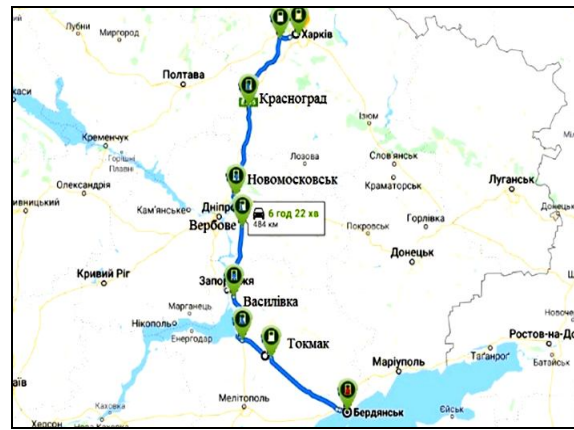 Лубни
Миргород
Харків
Полтава
Красноград
Ізюм
Кременчук
Горішні
Плавні
Лозова
Слов'янськ
Краматорськ
Новомосковськ
Луганськ
Олександрія
Кам'янське
Дніпро
6 год 22 хв
484 км
Вербове
Покровськ
Горлівка
Донецьк
Кривий Ріг
Запоріжжя
Василівка
Марганець
Нікополь
Енергодар
Токмак
Маріуполь
Таґанроґ
Ростов-на-До
Батайськ
Мелітополь
Каховка
Бердянськ
Єйськ
Херсон